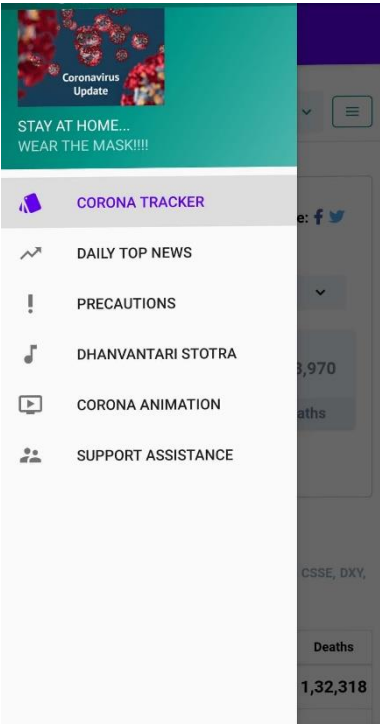 Coronavirus
Update
STAY AT HOME...
WEAR THE MASK!!!!
CORONA TRACKER
DAILY TOP NEWS
PRECAUTIONS
DHANVANTARI STOTRA
CORONA ANIMATION
SUPPORT ASSISTANCE
e:
3,970
aths
CSSE, DXY,
Deaths
1,32,318